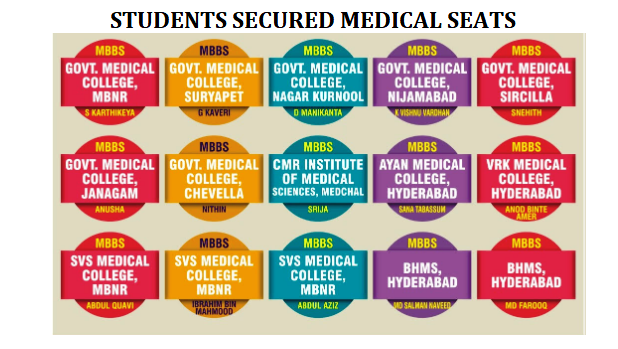 STUDENTS SECURED MEDICAL SEATS
MBBS
GOVT. MEDICAL
COLLEGE,
MBNR
S KARTHIKEYA
MBBS
GOVT. MEDICAL
COLLEGE,
SURYAPET
G KAVERI
MBBS
GOVT. MEDICAL
COLLEGE,
NAGAR KURNOOL
D MANIKANTA
MBBS
GOVT. MEDICAL
COLLEGE,
NIJAMABAD
K VISHNU VARDHAN
MBBS
GOVT. MEDICAL
COLLEGE,
SIRCILLA
SNEHITH
MBBS
GOVT. MEDICAL
COLLEGE,
JANAGAM
ANUSHA
MBBS
GOVT. MEDICAL
COLLEGE,
CHEVELLA
NITHIN
MBBS
CMR INSTITUTE
OF MEDICAL
SCIENCES, MEDCHAL
SRIJA
MBBS
AYAN MEDICAL
COLLEGE,
HYDERABAD
SANA TABASSUM
MBBS
VRK MEDICAL
COLLEGE,
HYDERABAD
ANOD BINTE
AMER
MBBS
SVS MEDICAL
COLLEGE,
MBNR
ABDUL QUAVI
MBBS
SVS MEDICAL
COLLEGE,
MBNR
IBRAHIM BIN
MAHMOOD
MBBS
SVS MEDICAL
COLLEGE,
MBNR
ABDUL AZIZ
MBBS
BHMS,
HYDERABAD
MD SALMAN NAVEED
MBBS
BHMS,
HYDERABAD
MD FAROOQ